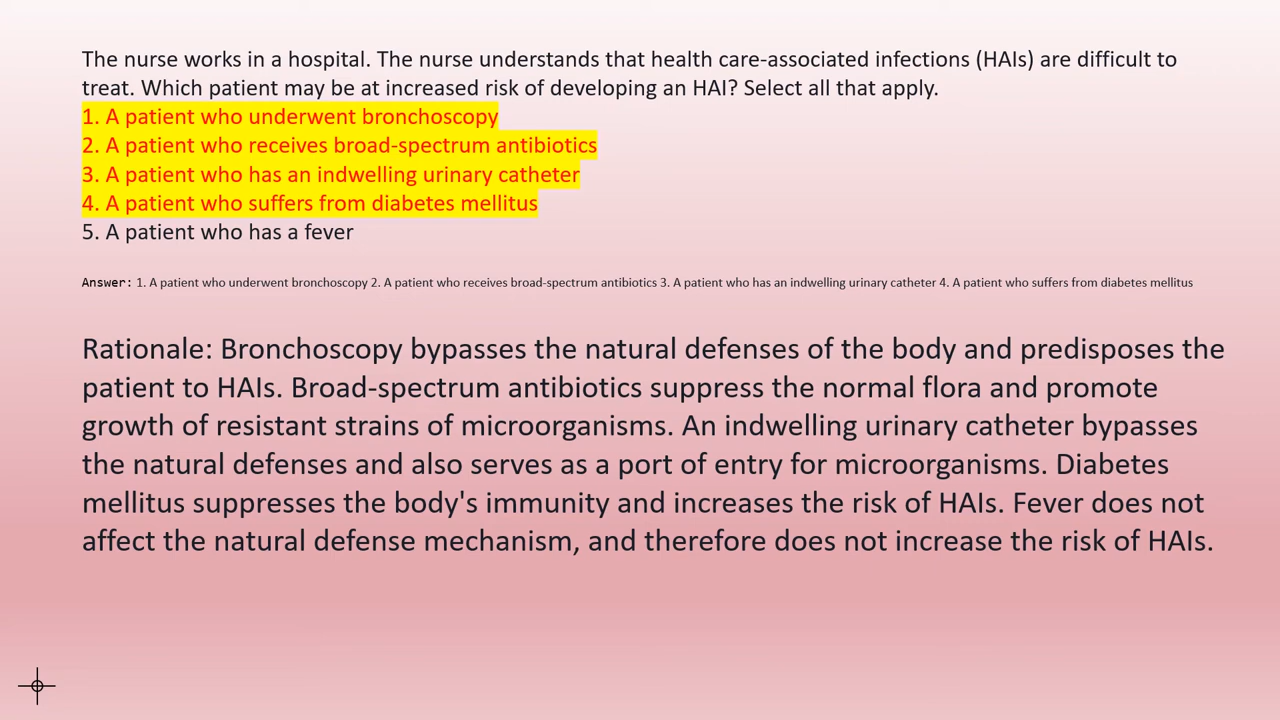 The nurse works in a hospital. The nurse understands that health care-associated infections (HAIs) are difficult to
treat. Which patient may be at increased risk of developing an HAI? Select all that apply.
1. A patient who underwent bronchoscopy
2. A patient who receives broad-spectrum antibiotics
3. A patient who has an indwelling urinary catheter
4. A patient who suffers from diabetes mellitus
5. A patient who has a fever
Answer: 1. A patient who underwent bronchoscopy 2. A patient who receives broad-spectrum antibiotics 3. A patient who has an indwelling urinary catheter 4. A patient who suffers from diabetes mellitus
Rationale: Bronchoscopy bypasses the natural defenses of the body and predisposes the
patient to HAIs. Broad-spectrum antibiotics suppress the normal flora and promote
growth of resistant strains of microorganisms. An indwelling urinary catheter bypasses
the natural defenses and also serves as a port of entry for microorganisms. Diabetes
mellitus suppresses the body's immunity and increases the risk of HAIs. Fever does not
affect the natural defense mechanism, and therefore does not increase the risk of HAIs.